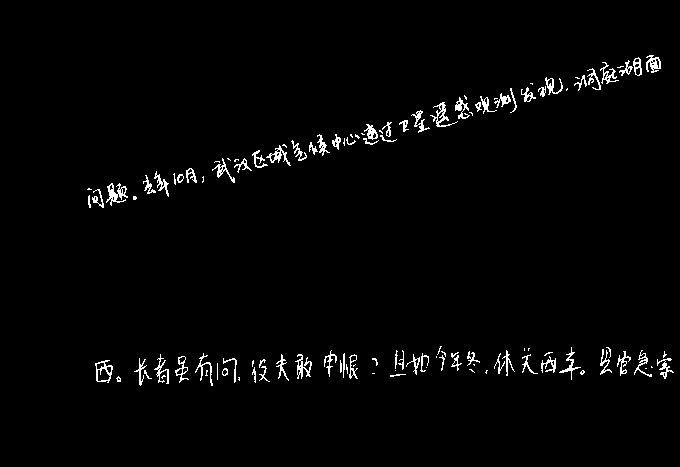 问题。去年10月,武汉区域气候中心通过卫星遥感观测发现,洞庭湖面
西。长者虽有问,役夫敢申恨?且如今年冬,休关西车。县官急索